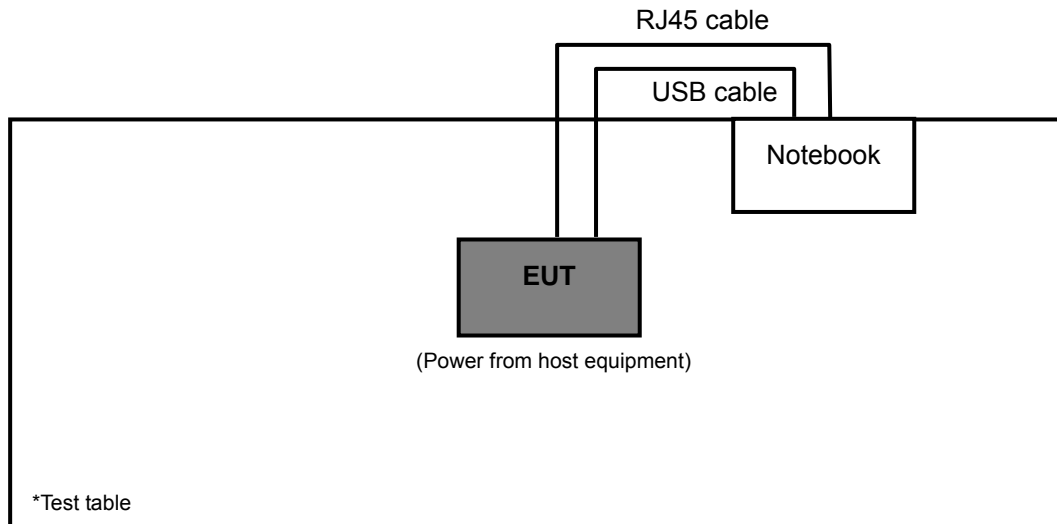 RJ45 cable
USB cable
Notebook
EUT
(Power from host equipment)
*Test table